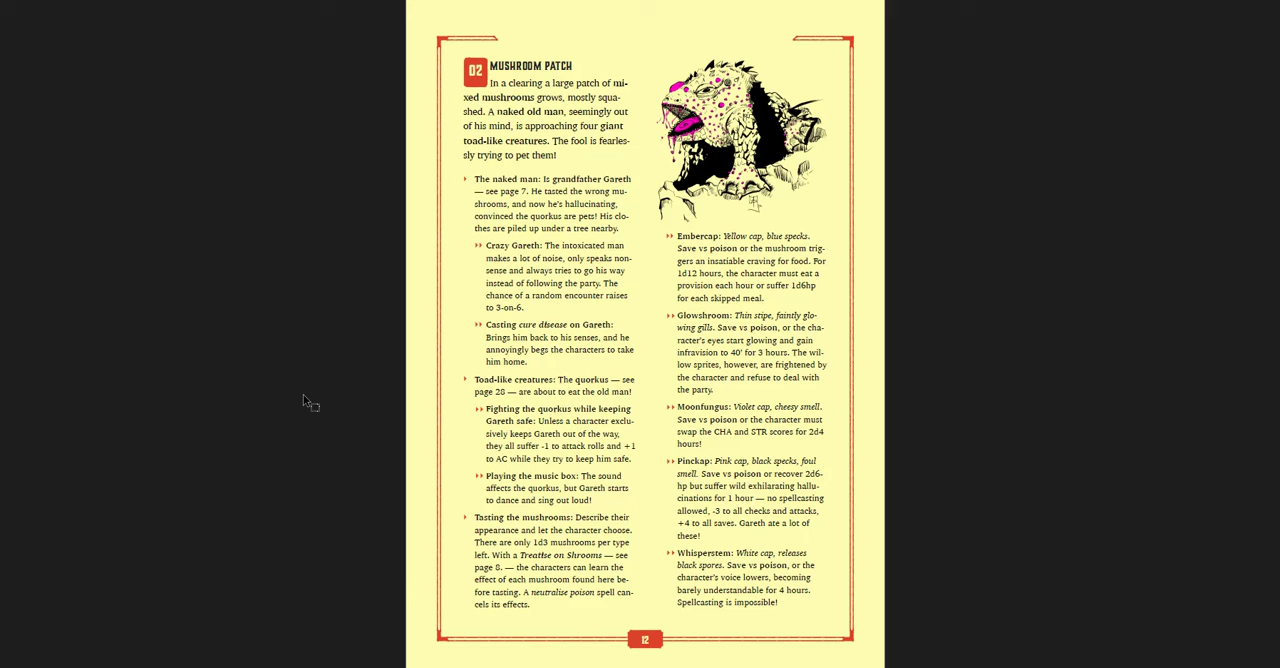 02
MUSHROOM PATCH
In a clearing a large patch of mi-
xed mushrooms grows, mostly squa-
shed. A naked old man, seemingly out
of his mind, is approaching four giant
toad-like creatures. The fool is fearles-
sly trying to pet them!
The naked man: Is grandfather Gareth
— see page 7. He tasted the wrong mu-
shrooms, and now he's hallucinating,
convinced the quorkus are pets! His clo-
thes are piled up under a tree nearby.
Crazy Gareth: The intoxicated man
makes a lot of noise, only speaks non-
sense and always tries to go his way
instead of following the party. The
chance of a random encounter raises
to 3-on-6.
Casting cure disease on Gareth:
Brings him back to his senses, and he
annoyingly begs the characters to take
him home.
Toad-like creatures: The quorkus — see
page 28 — are about to eat the old man!
Fighting the quorkus while keeping
Gareth safe: Unless a character exclu-
sively keeps Gareth out of the way,
they all suffer -1 to attack rolls and +1
to AC while they try to keep him safe.
Playing the music box: The sound
affects the quorkus, but Gareth starts
to dance and sing out loud!
Tasting the mushrooms: Describe their
appearance and let the character choose.
There are only 1d3 mushrooms per type
left. With a Treatise on Shrooms — see
page 8. — the characters can learn the
effect of each mushroom found here be-
fore tasting. A neutralise poison spell can-
cels its effects.
Embercap: Yellow cap, blue specks.
Save vs poison or the mushroom trig-
gers an insatiable craving for food. For
1d12 hours, the character must eat a
provision each hour or suffer 1d6hp
for each skipped meal.
Glowshroom: Thin stipe, faintly glo-
wing gills. Save vs poison, or the cha-
racter's eyes start glowing and gain
infravision to 40' for 3 hours. The wil-
low sprites, however, are frightened by
the character and refuse to deal with
the party.
Moonfungus: Violet cap, cheesy smell.
Save vs poison or the character must
swap the CHA and STR scores for 2d4
hours!
Pinckap: Pink cap, black specks, foul
smell. Save vs poison or recover 2d6-
hp but suffer wild exhilarating hallu-
cinations for 1 hour — no spellcasting
allowed, -3 to all checks and attacks,
+4 to all saves. Gareth ate a lot of
these!
Whisperstem: White cap, releases
black spores. Save vs poison, or the
character's voice lowers, becoming
barely understandable for 4 hours.
Spellcasting is impossible!
12